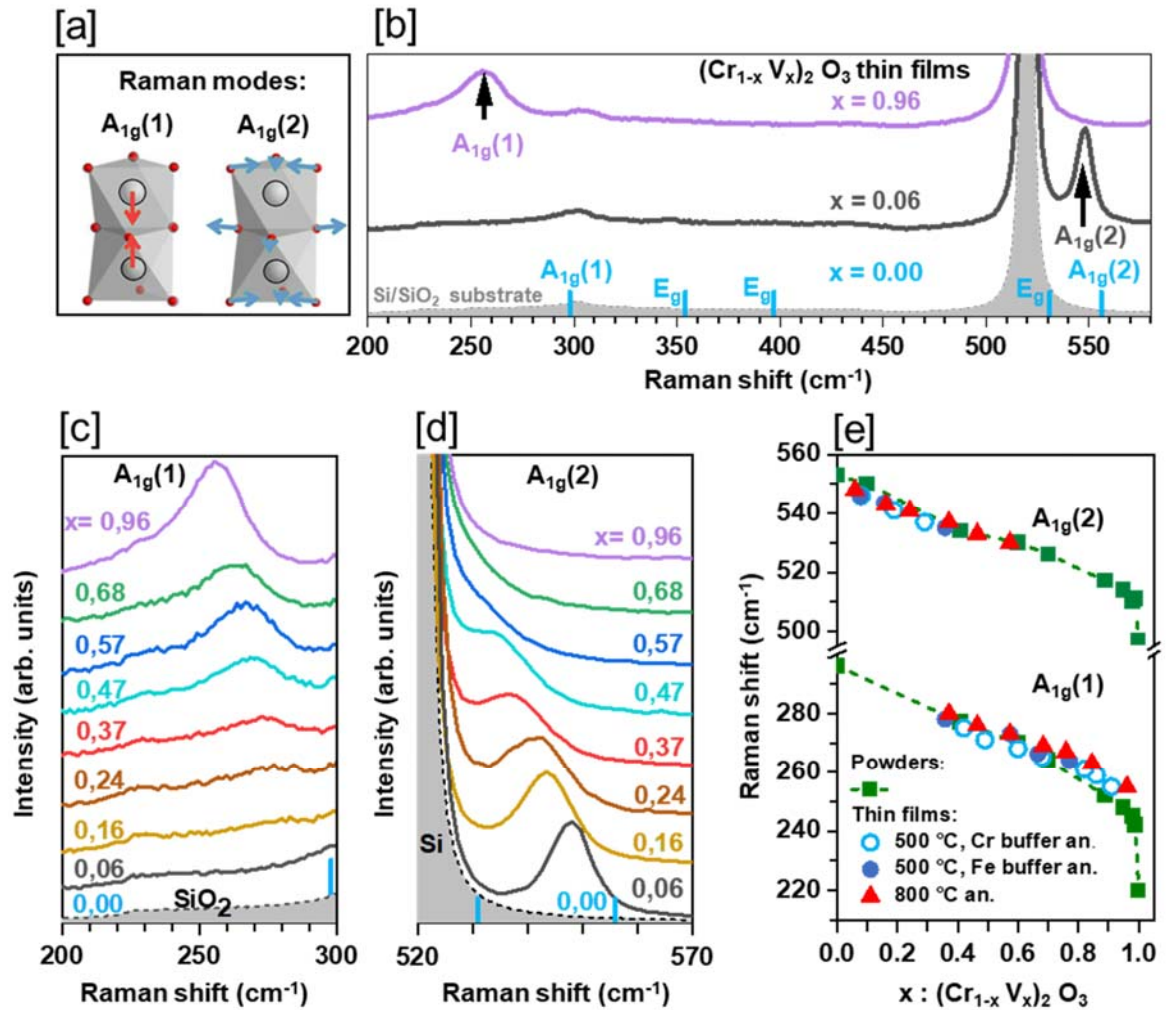 [a]
Raman modes:
A1g(1) A1g(2)
[b]
(Cr1-x Vx)2 O3 thin films
x = 0.96
A1g(1)
x = 0.06
A1g(2)
x = 0.00
A1g(1) Eg Eg Eg A1g(2)
Si/SiO2 substrate
200 250 300 350 400 450 500 550
Raman shift (cm-1)
[c]
A1g(1)
x= 0,96
0,68
0,57
0,47
0,37
0,24
0,16
0,06
0,00
SiO2
Intensity (arb. units)
200 250 300
Raman shift (cm-1)
[d]
A1g(2)
x= 0,96
0,68
0,57
0,47
0,37
0,24
0,16
0,06
0,00
Si
Intensity (arb. units)
520 570
Raman shift (cm-1)
[e]
560
540
520
500
280
260
240
220
Raman shift (cm-1)
A1g(2)
A1g(1)
Powders:
Thin films:
500 °C, Cr buffer an.
500 °C, Fe buffer an.
800 °C an.
0.0 0.2 0.4 0.6 0.8 1.0
x : (Cr1-x Vx)2 O3